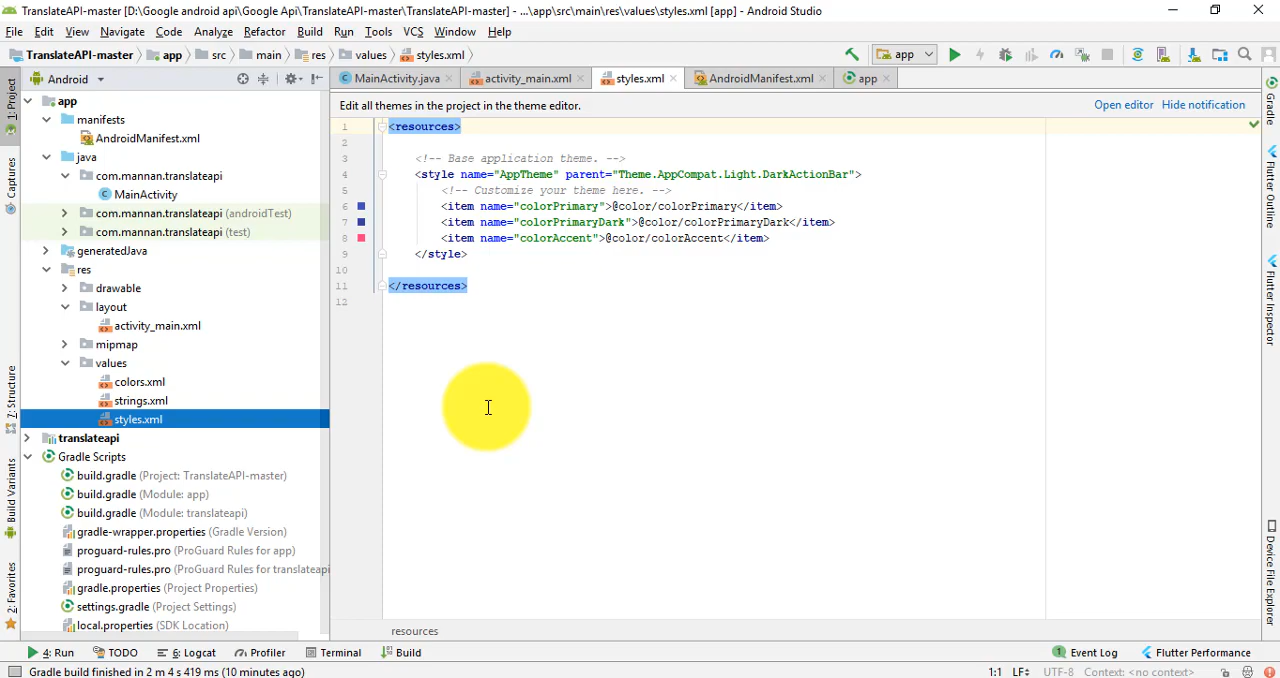 TranslateAPI-master [D:\Google android api\Google Api\TranslateAPI-master\TranslateAPI-master] - ...\app\src\main\res\values\styles.xml [app] - Android Studio
File Edit View Navigate Code Analyze Refactor Build Run Tools VCS Window Help
TranslateAPI-master app src main res values styles.xml app
Android MainActivity.java activity_main.xml styles.xml AndroidManifest.xml app
Edit all themes in the project in the theme editor. Open editor Hide notification
1: Project
Captures
Z: Structure
Build Variants
2: Favorites
app
manifests
AndroidManifest.xml
java
com.mannan.translateapi
MainActivity
com.mannan.translateapi (androidTest)
com.mannan.translateapi (test)
generatedJava
res
drawable
layout
activity_main.xml
mipmap
values
colors.xml
strings.xml
styles.xml
translateapi
Gradle Scripts
build.gradle (Project: TranslateAPI-master)
build.gradle (Module: app)
build.gradle (Module: translateapi)
gradle-wrapper.properties (Gradle Version)
proguard-rules.pro (ProGuard Rules for app)
proguard-rules.pro (ProGuard Rules for translateapi
gradle.properties (Project Properties)
settings.gradle (Project Settings)
local.properties (SDK Location)
1 <resources>
2
3 <!-- Base application theme. -->
4 <style name="AppTheme" parent="Theme.AppCompat.Light.DarkActionBar">
5 <!-- Customize your theme here. -->
6 <item name="colorPrimary">@color/colorPrimary</item>
7 <item name="colorPrimaryDark">@color/colorPrimaryDark</item>
8 <item name="colorAccent">@color/colorAccent</item>
9 </style>
10
11 </resources>
12
resources
Gradle
Flutter Outline
Flutter Inspector
Device File Explorer
4: Run TODO 6: Logcat Profiler Terminal Build 1 Event Log Flutter Performance
Gradle build finished in 2 m 4 s 419 ms (10 minutes ago) 1:1 LF UTF-8 Context: <no context>